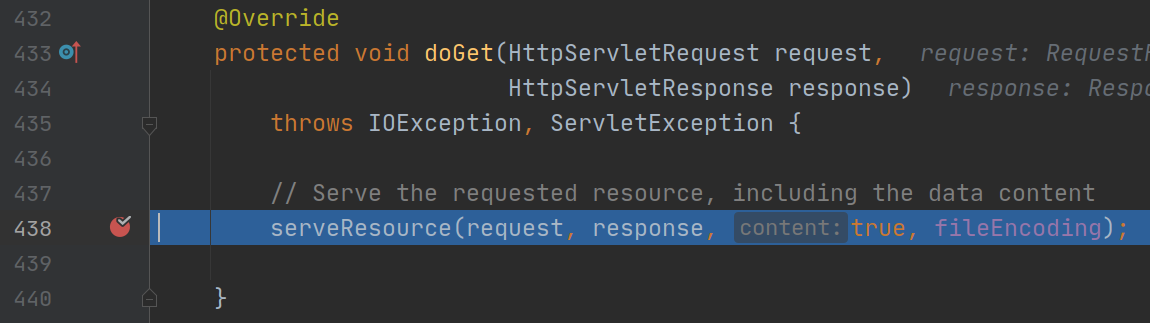 432 @Override
433 protected void doGet(HttpServletRequest request, request: RequestF
434 HttpServletResponse response) response: Respo
435 throws IOException, ServletException {
436
437 // Serve the requested resource, including the data content
438 serveResource(request, response, content: true, fileEncoding);
439
440 }